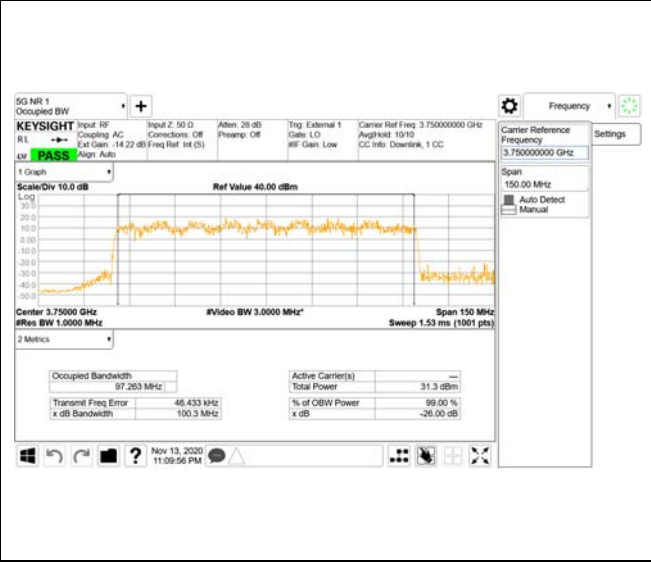 5G NR 1
Occupied BW
Frequency
KEYSIGHT
R L
LW PASS
Input: RF
Coupling: AC
Ext Gain: -14.22 dB
Align: Auto
Input Z: 50 Ω
Corrections: Off
Freq Ref: Int (S)
Atten: 28 dB
Preamp: Off
Trig: External 1
Gate: LO
#IF Gain: Low
Carrier Ref Freq: 3.750000000 GHz
Avg|Hold: 10/10
CC Info: Downlink, 1 CC
Carrier Reference
Frequency
3.750000000 GHz
Settings
Span
150.00 MHz
Auto Detect
Manual
1 Graph
Scale/Div 10.0 dB
Ref Value 40.00 dBm
Log
30.0
20.0
10.0
0.00
-10.0
-20.0
-30.0
-40.0
-50.0
Center 3.75000 GHz
#Video BW 3.0000 MHz*
Span 150 MHz
#Res BW 1.0000 MHz
Sweep 1.53 ms (1001 pts)
2 Metrics
Occupied Bandwidth
97.263 MHz
Transmit Freq Error 46.433 kHz
x dB Bandwidth 100.3 MHz
Active Carrier(s) —
Total Power 31.3 dBm
% of OBW Power 99.00 %
x dB -26.00 dB
?
Nov 13, 2020
11:09:56 PM